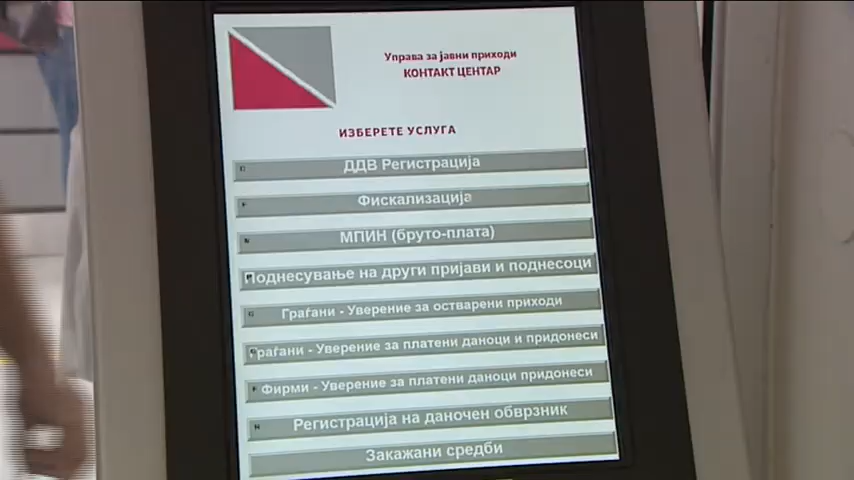 Управа за јавни приходи
КОНТАКТ ЦЕНТАР
ИЗБЕРЕТЕ УСЛУГА
ДДВ Регистрација
Фискализација
МПИН (бруто-плата)
Поднесување на други пријави и поднесоци
Граѓани - Уверение за остварени приходи
Граѓани - Уверение за платени даноци и придонеси
Фирми - Уверение за платени даноци придонеси
Регистрација на даночен обврзник
Закажани средби